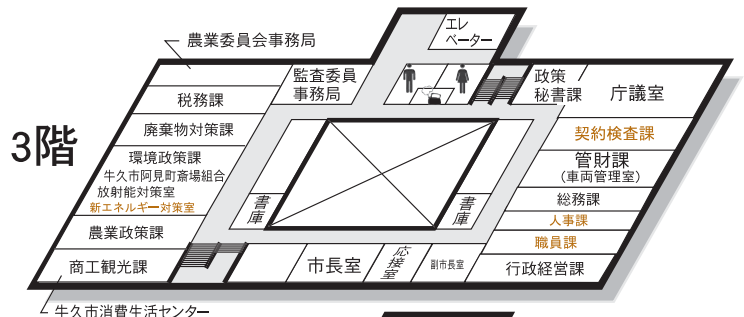 3階
農業委員会事務局
税務課
廃棄物対策課
環境政策課
牛久市阿見町斎場組合
放射能対策室
新エネルギー対策室
農業政策課
商工観光課
牛久市消費生活センター
監査委員
事務局
エレ
ベーター
政策
秘書課
庁議室
契約検査課
管財課
(車両管理室)
総務課
人事課
職員課
行政経営課
書庫
書庫
市長室
応接室
副市長室